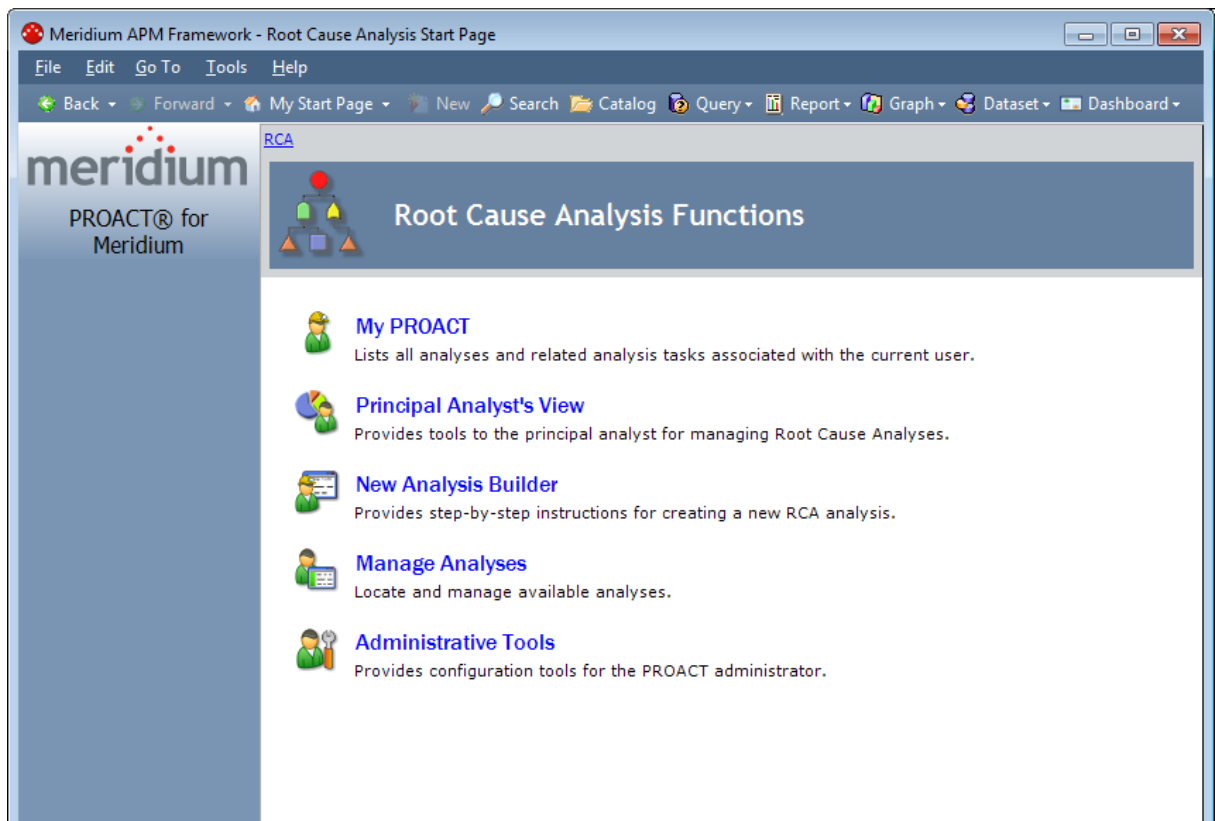 Meridium APM Framework - Root Cause Analysis Start Page
File Edit Go To Tools Help
Back Forward My Start Page New Search Catalog Query Report Graph Dataset Dashboard
meridium
PROACT® for
Meridium
RCA
Root Cause Analysis Functions
My PROACT
Lists all analyses and related analysis tasks associated with the current user.
Principal Analyst's View
Provides tools to the principal analyst for managing Root Cause Analyses.
New Analysis Builder
Provides step-by-step instructions for creating a new RCA analysis.
Manage Analyses
Locate and manage available analyses.
Administrative Tools
Provides configuration tools for the PROACT administrator.